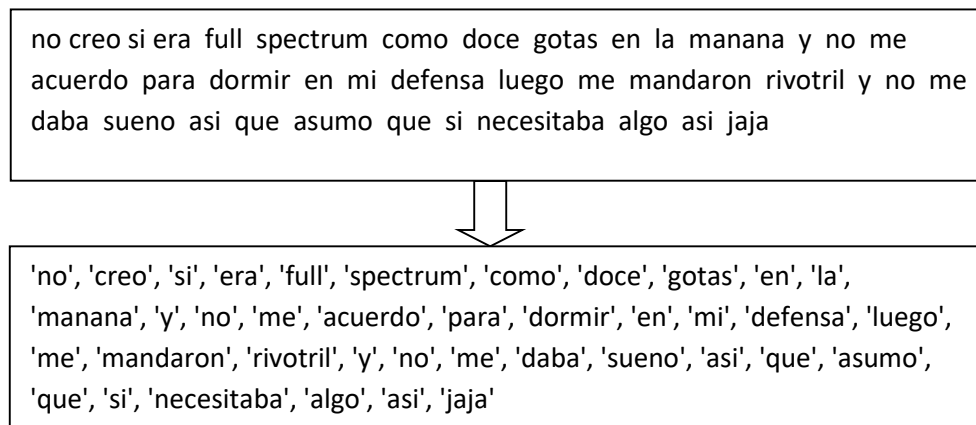 no creo si era full spectrum como doce gotas en la manana y no me
acuerdo para dormir en mi defensa luego me mandaron rivotril y no me
daba sueno asi que asumo que si necesitaba algo asi jaja
'no', 'creo', 'si', 'era', 'full', 'spectrum', 'como', 'doce', 'gotas', 'en', 'la',
'manana', 'y', 'no', 'me', 'acuerdo', 'para', 'dormir', 'en', 'mi', 'defensa', 'luego',
'me', 'mandaron', 'rivotril', 'y', 'no', 'me', 'daba', 'sueno', 'asi', 'que', 'asumo',
'que', 'si', 'necesitaba', 'algo', 'asi', 'jaja'